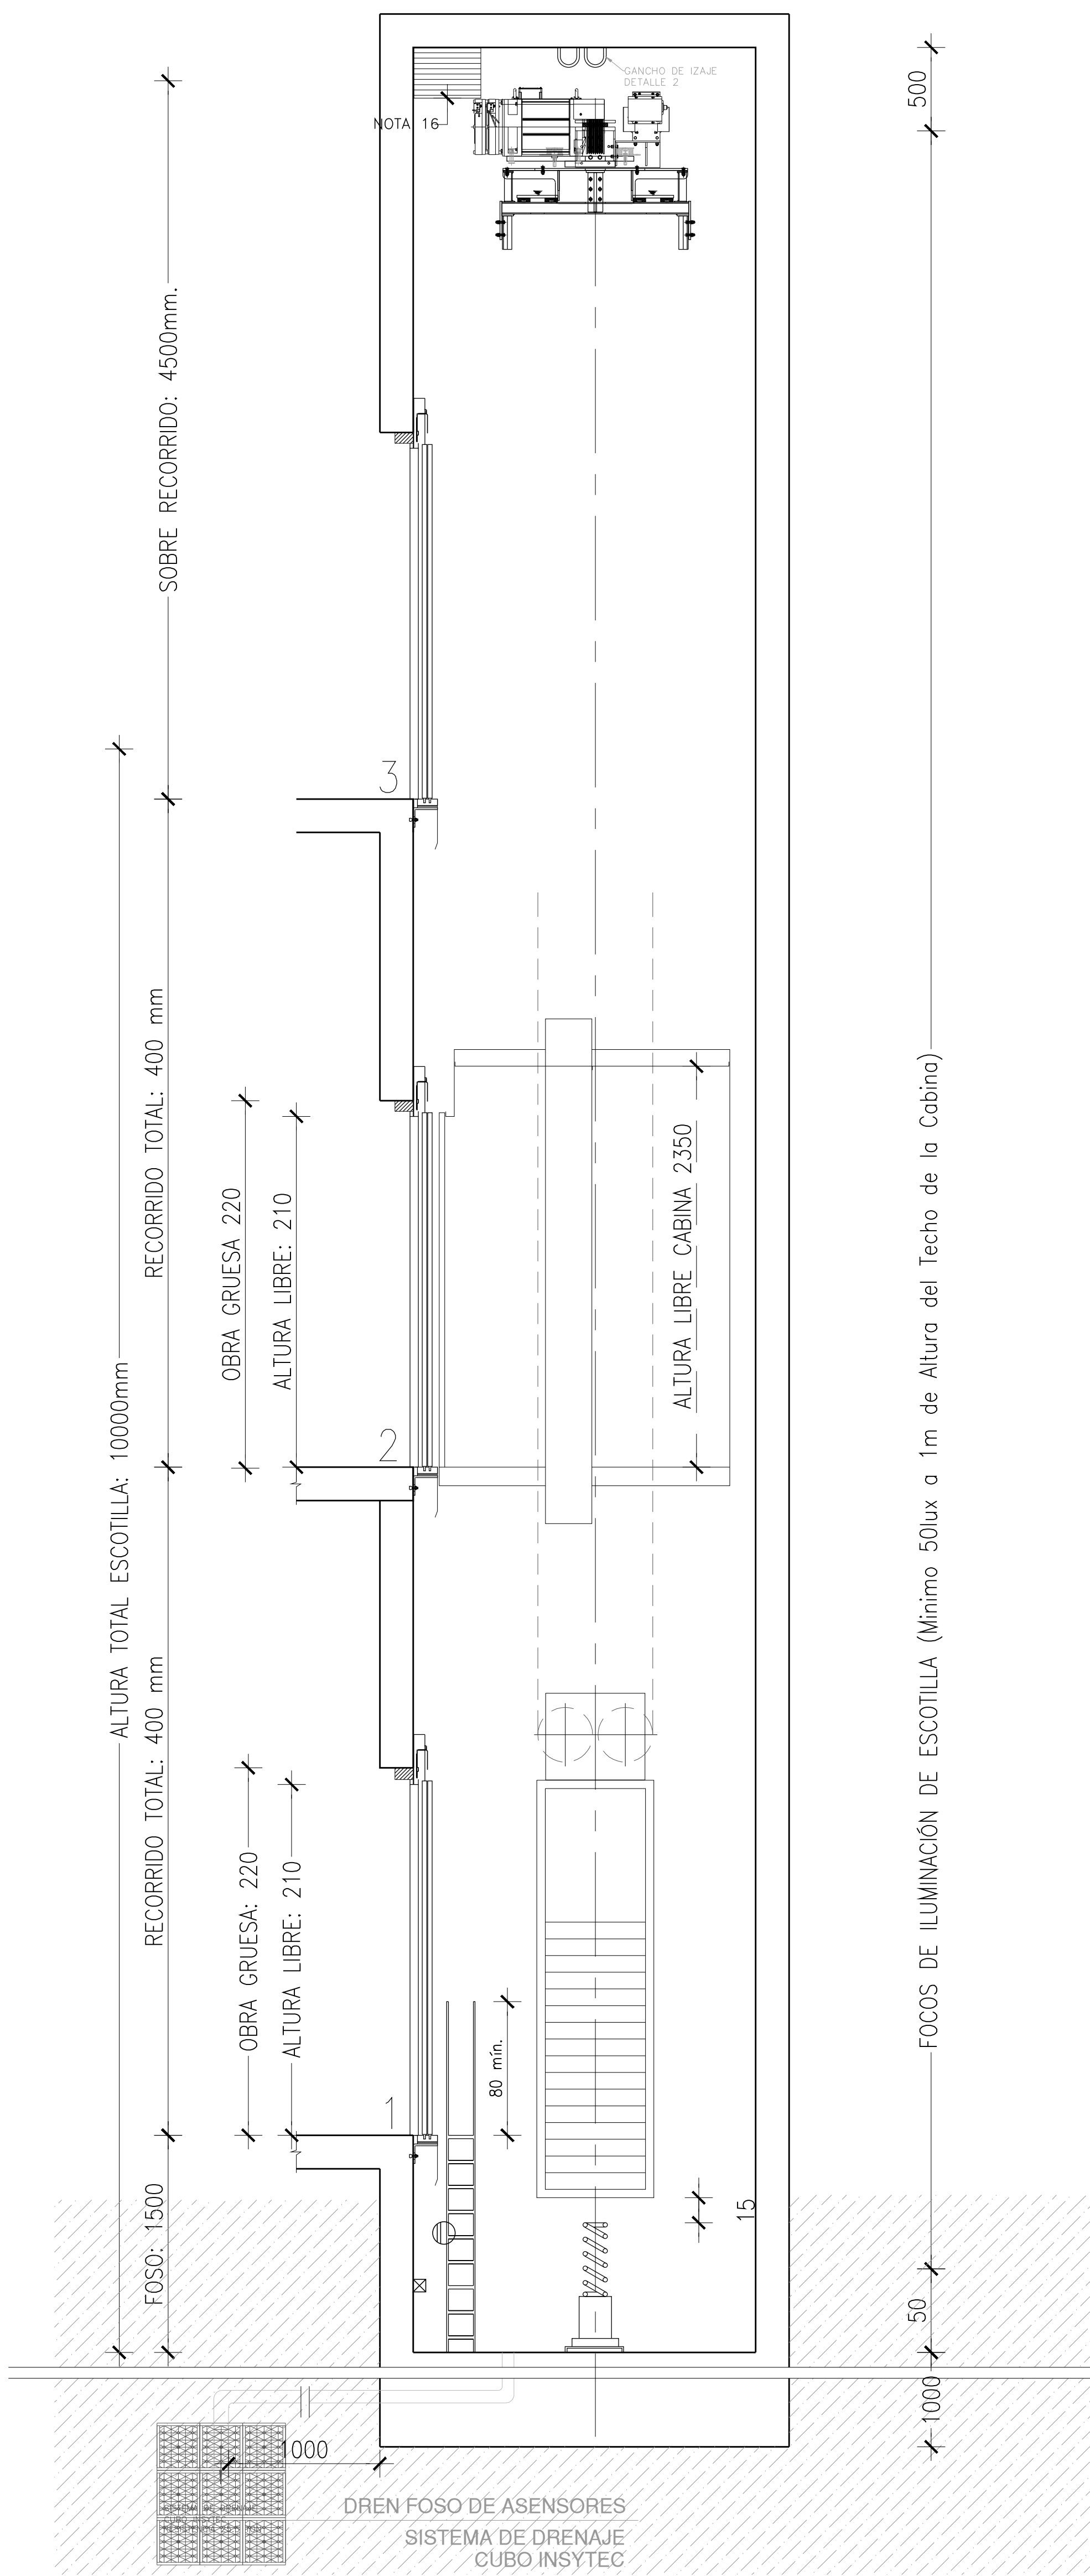 GANCHO DE IZAJE
DETALLE 2
NOTA 16
500
SOBRE RECORRIDO: 4500mm.
3
RECORRIDO TOTAL: 400 mm
OBRA GRUESA 220
ALTURA LIBRE: 210
ALTURA LIBRE CABINA 2350
ALTURA TOTAL ESCOTILLA: 10000mm
2
FOCOS DE ILUMINACIÓN DE ESCOTILLA (Minimo 50lux a 1m de Altura del Techo de la Cabina)
RECORRIDO TOTAL: 400 mm
OBRA GRUESA: 220
ALTURA LIBRE: 210
80 mín.
1
FOSO: 1500
15
50
1000
1000
DREN FOSO DE ASENSORES
SISTEMA DE DRENAJE
CUBO INSYTEC
CUBO INSYTEC